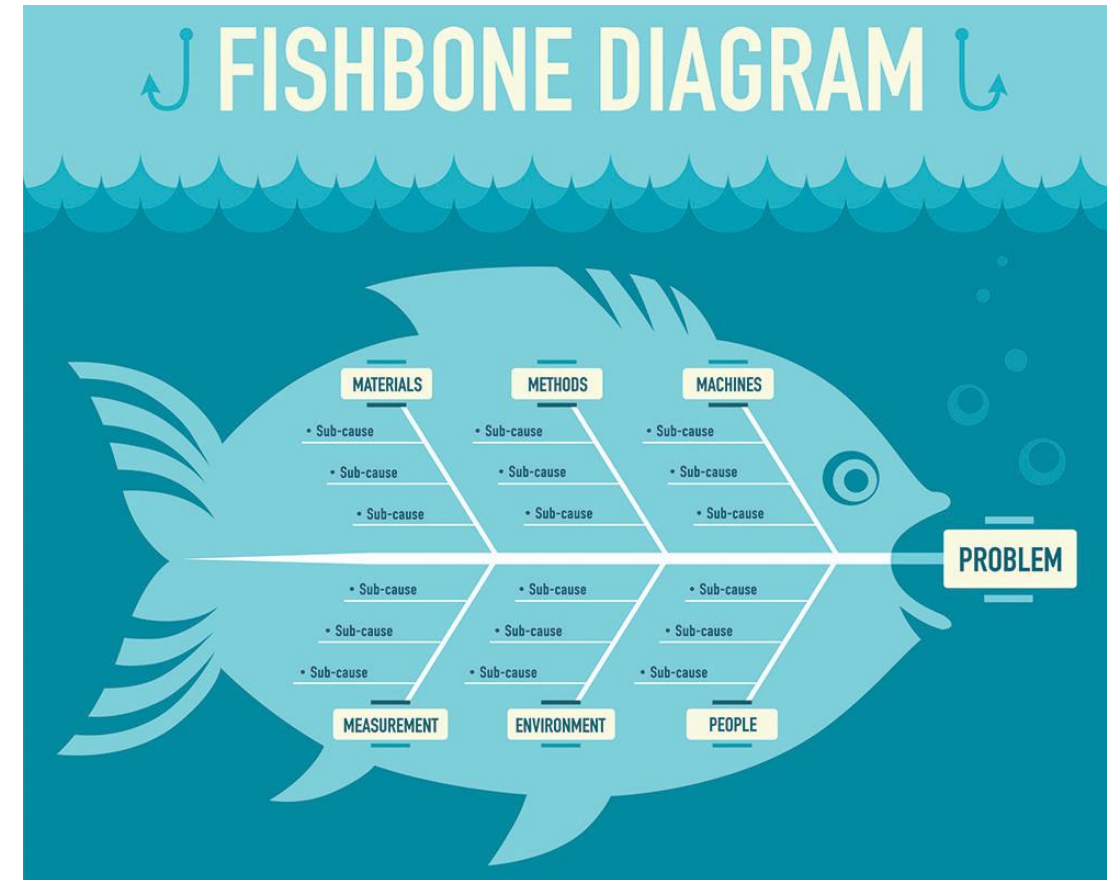 FISHBONE DIAGRAM
MATERIALS
• Sub-cause
• Sub-cause
• Sub-cause
METHODS
• Sub-cause
• Sub-cause
• Sub-cause
MACHINES
• Sub-cause
• Sub-cause
• Sub-cause
PROBLEM
• Sub-cause
• Sub-cause
• Sub-cause
MEASUREMENT
• Sub-cause
• Sub-cause
• Sub-cause
ENVIRONMENT
• Sub-cause
• Sub-cause
• Sub-cause
PEOPLE